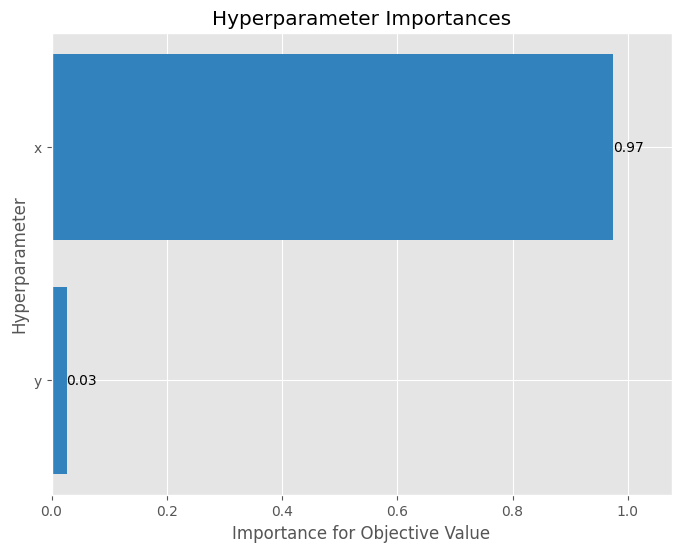 Hyperparameter Importances
Hyperparameter
x
0.97
y
0.03
0.0 0.2 0.4 0.6 0.8 1.0
Importance for Objective Value